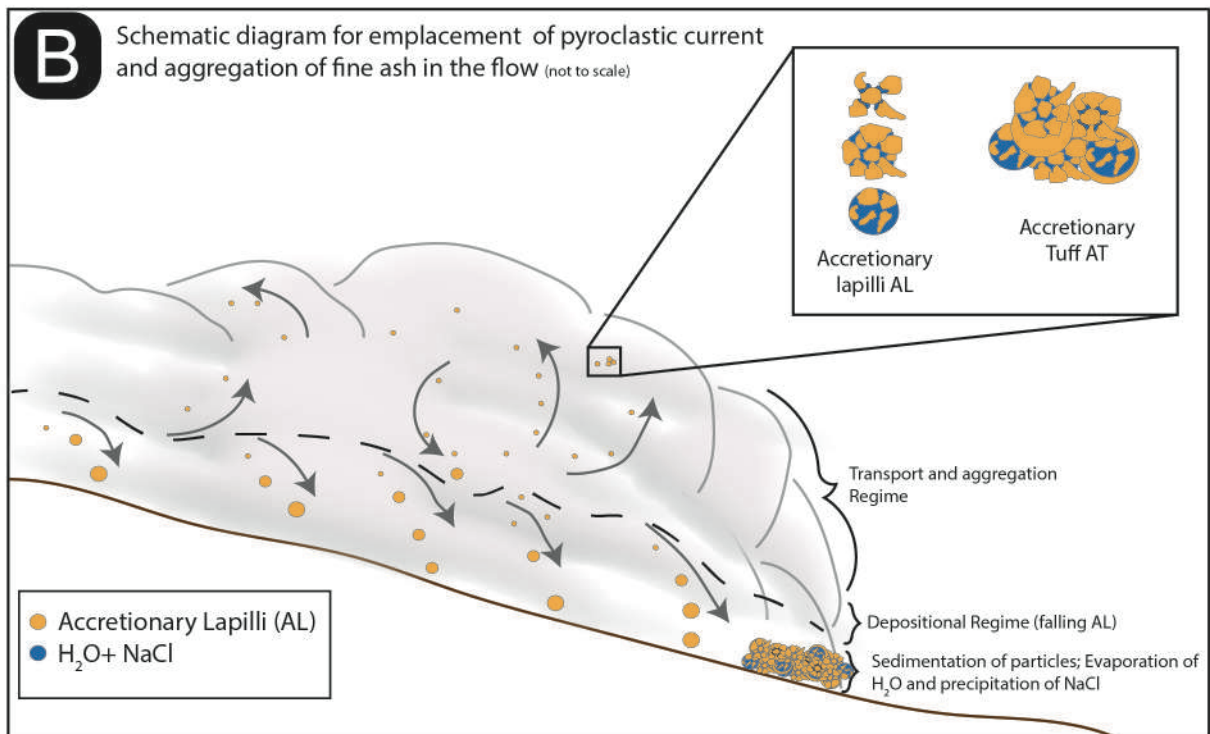 B
Schematic diagram for emplacement of pyroclastic current
and aggregation of fine ash in the flow (not to scale)
Accretionary
lapilli AL
Accretionary
Tuff AT
Transport and aggregation
Regime
Depositional Regime (falling AL)
Sedimentation of particles; Evaporation of
H₂O and precipitation of NaCl
Accretionary Lapilli (AL)
H₂O+ NaCl